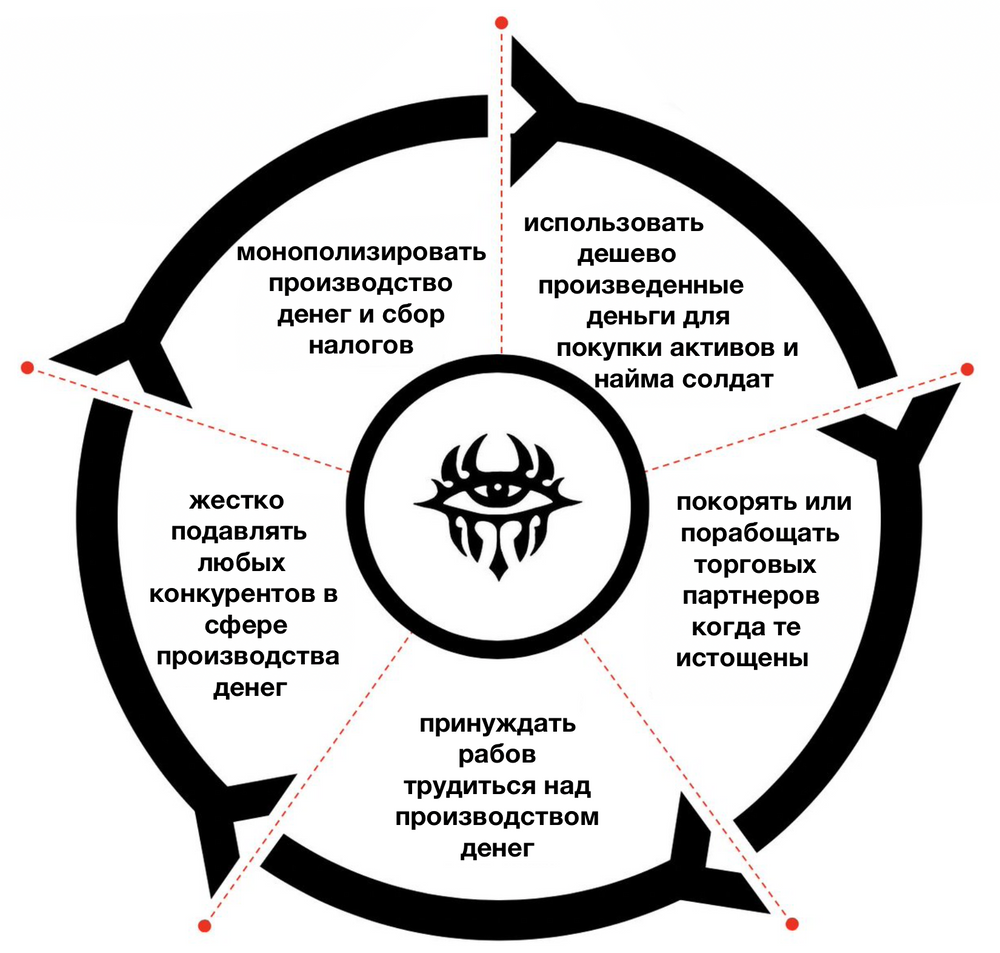 использовать
дешево
произведенные
деньги для
покупки активов и
найма солдат
покорять или
порабощать
торговых
партнеров
когда те
истощены
принуждать
рабов
трудиться над
производством
денег
жестко
подавлять
любых
конкурентов в
сфере
производства
денег
монополизировать
производство
денег и сбор
налогов